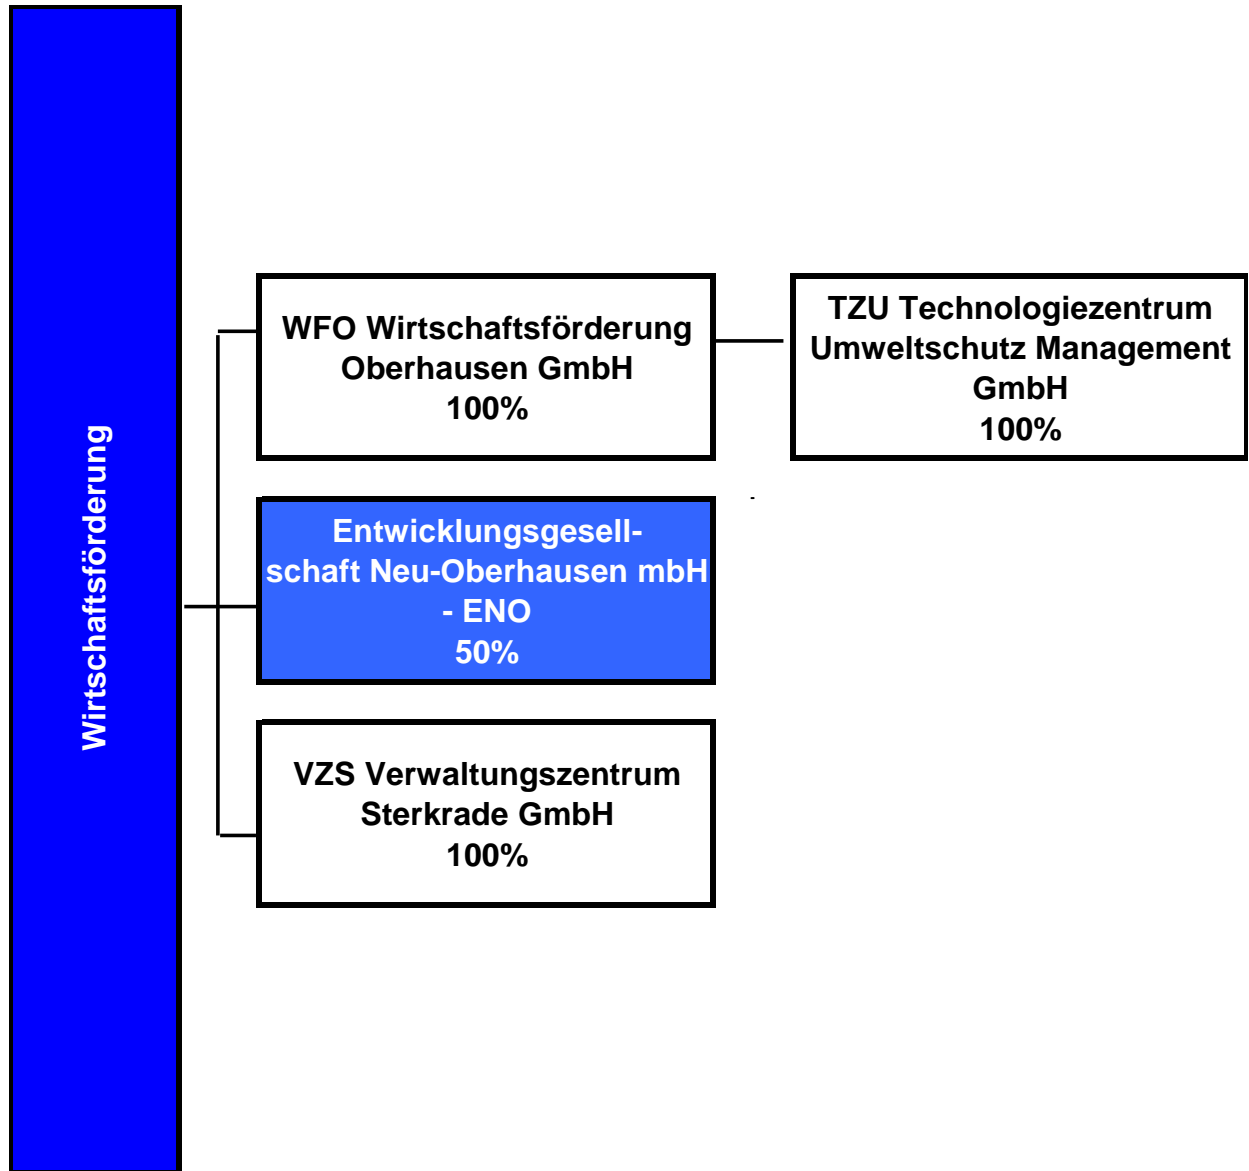 Wirtschaftsförderung
WFO Wirtschaftsförderung
Oberhausen GmbH
100%
TZU Technologiezentrum
Umweltschutz Management
GmbH
100%
Entwicklungsgesell-
schaft Neu-Oberhausen mbH
- ENO
50%
VZS Verwaltungszentrum
Sterkrade GmbH
100%